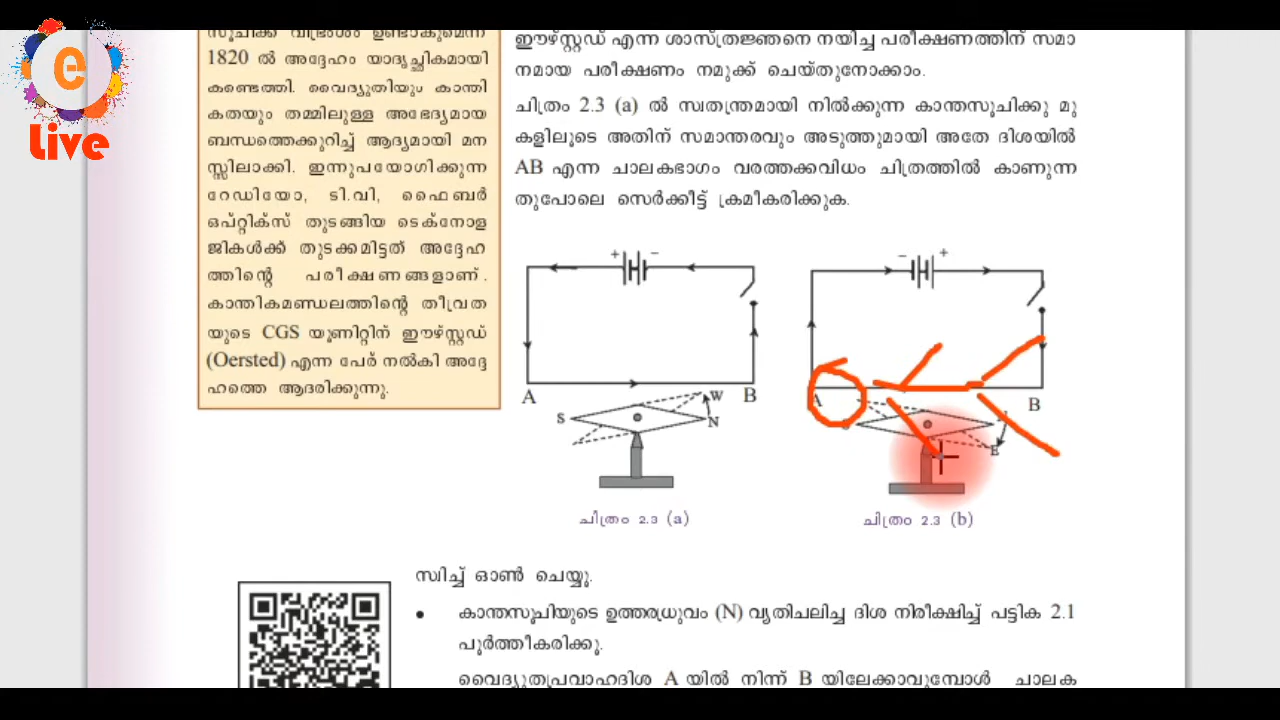 e
Live
സൂചിക്ക് വിഭ്രംശം ഉണ്ടാകുമെന്ന്
1820 ൽ അദ്ദേഹം യാദൃച്ഛികമായി
കണ്ടെത്തി. വൈദ്യുതിയും കാന്തി
കതയും തമ്മിലുള്ള അഭേദ്യമായ
ബന്ധത്തെക്കുറിച്ച് ആദ്യമായി മന
സ്സിലാക്കി. ഇന്നുപയോഗിക്കുന്ന
റേഡിയോ, ടി.വി, ഫൈബർ
ഒപ്റ്റിക്സ് തുടങ്ങിയ ടെക്നോള
ജികൾക്ക് തുടക്കമിട്ടത് അദ്ദേഹ
ത്തിന്റെ പരീക്ഷണങ്ങളാണ്.
കാന്തികമണ്ഡലത്തിന്റെ തീവ്രത
യുടെ CGS യൂണിറ്റിന് ഈഴ്സ്റ്റഡ്
(Oersted) എന്ന പേര് നൽകി അദ്ദേ
ഹത്തെ ആദരിക്കുന്നു.
ഈഴ്സ്റ്റഡ് എന്ന ശാസ്ത്രജ്ഞനെ നയിച്ച പരീക്ഷണത്തിന് സമാ
നമായ പരീക്ഷണം നമുക്ക് ചെയ്തുനോക്കാം.
ചിത്രം 2.3 (a) ൽ സ്വതന്ത്രമായി നിൽക്കുന്ന കാന്തസൂചിക്കു മു
കളിലൂടെ അതിന് സമാന്തരവും അടുത്തുമായി അതേ ദിശയിൽ
AB എന്ന ചാലകഭാഗം വരത്തക്കവിധം ചിത്രത്തിൽ കാണുന്ന
തുപോലെ സെർക്കീട്ട് ക്രമീകരിക്കുക.
+ −
A B
W
S N
ചിത്രം 2.3 (a)
− +
A B
E
ചിത്രം 2.3 (b)
സ്വിച്ച് ഓൺ ചെയ്യൂ.
• കാന്തസൂചിയുടെ ഉത്തരധ്രുവം (N) വ്യതിചലിച്ച ദിശ നിരീക്ഷിച്ച് പട്ടിക 2.1
പൂർത്തീകരിക്കൂ.
വൈദ്യുതപ്രവാഹദിശ A യിൽ നിന്ന് B യിലേക്കാവുമ്പോൾ ചാലക